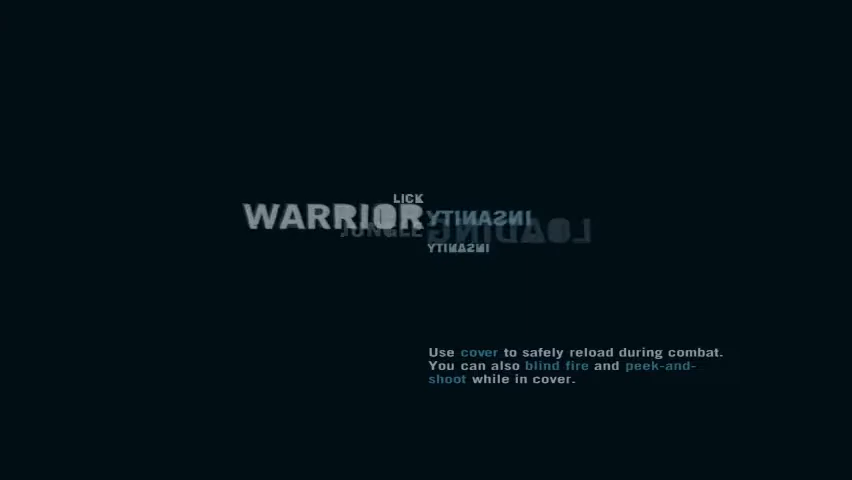 LICK
WARRIOR INSANITY
JUNGLE LOADING
INSANITY
Use cover to safely reload during combat.
You can also blind fire and peek-and-
shoot while in cover.